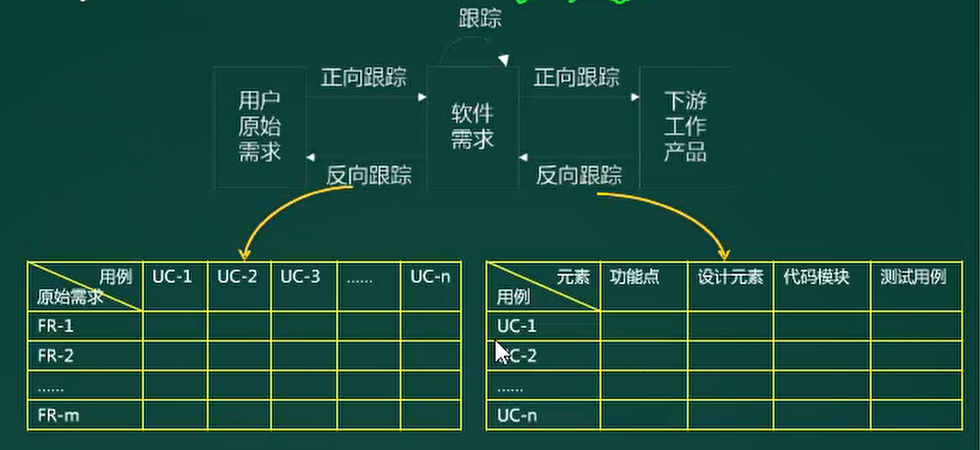 跟踪
正向跟踪
正向跟踪
用户
原始
需求
软件
需求
下游
工作
产品
反向跟踪
反向跟踪
用例
原始需求
UC-1
UC-2
UC-3
......
UC-n
FR-1
FR-2
......
FR-m
元素
用例
功能点
设计元素
代码模块
测试用例
UC-1
C-2
......
UC-n